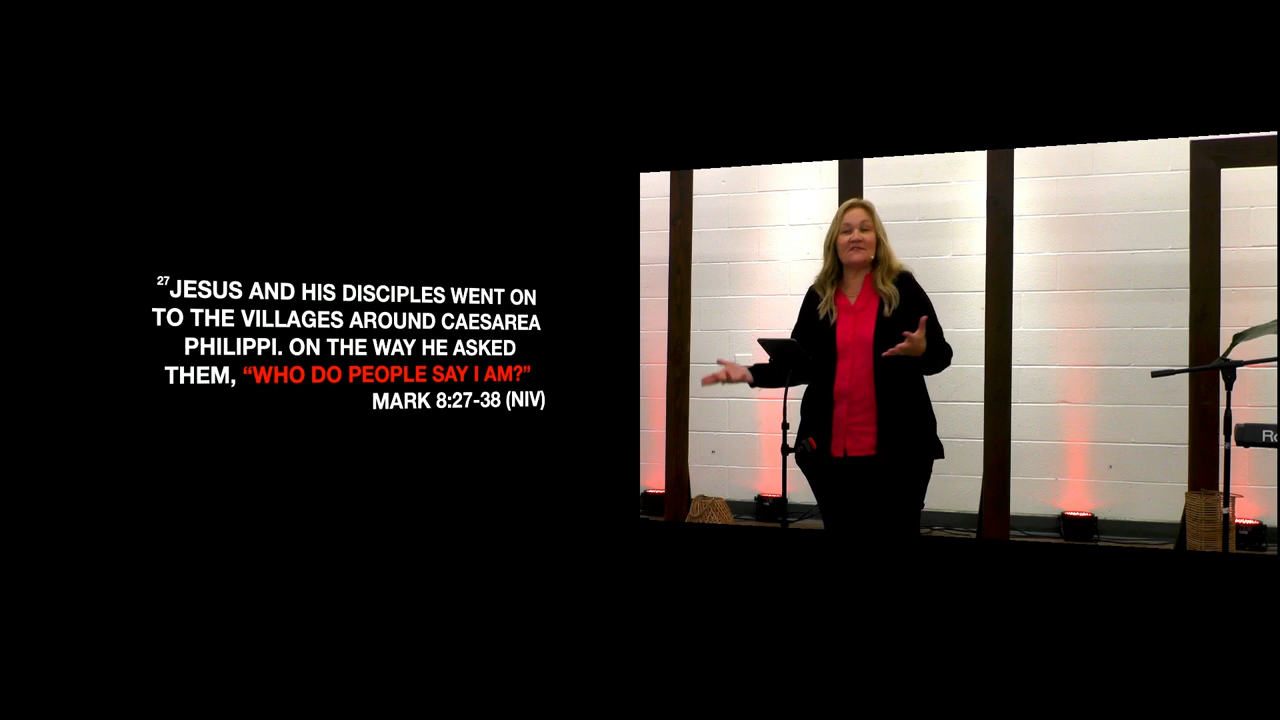 27JESUS AND HIS DISCIPLES WENT ON
TO THE VILLAGES AROUND CAESAREA
PHILIPPI. ON THE WAY HE ASKED
THEM, “WHO DO PEOPLE SAY I AM?”
MARK 8:27-38 (NIV)